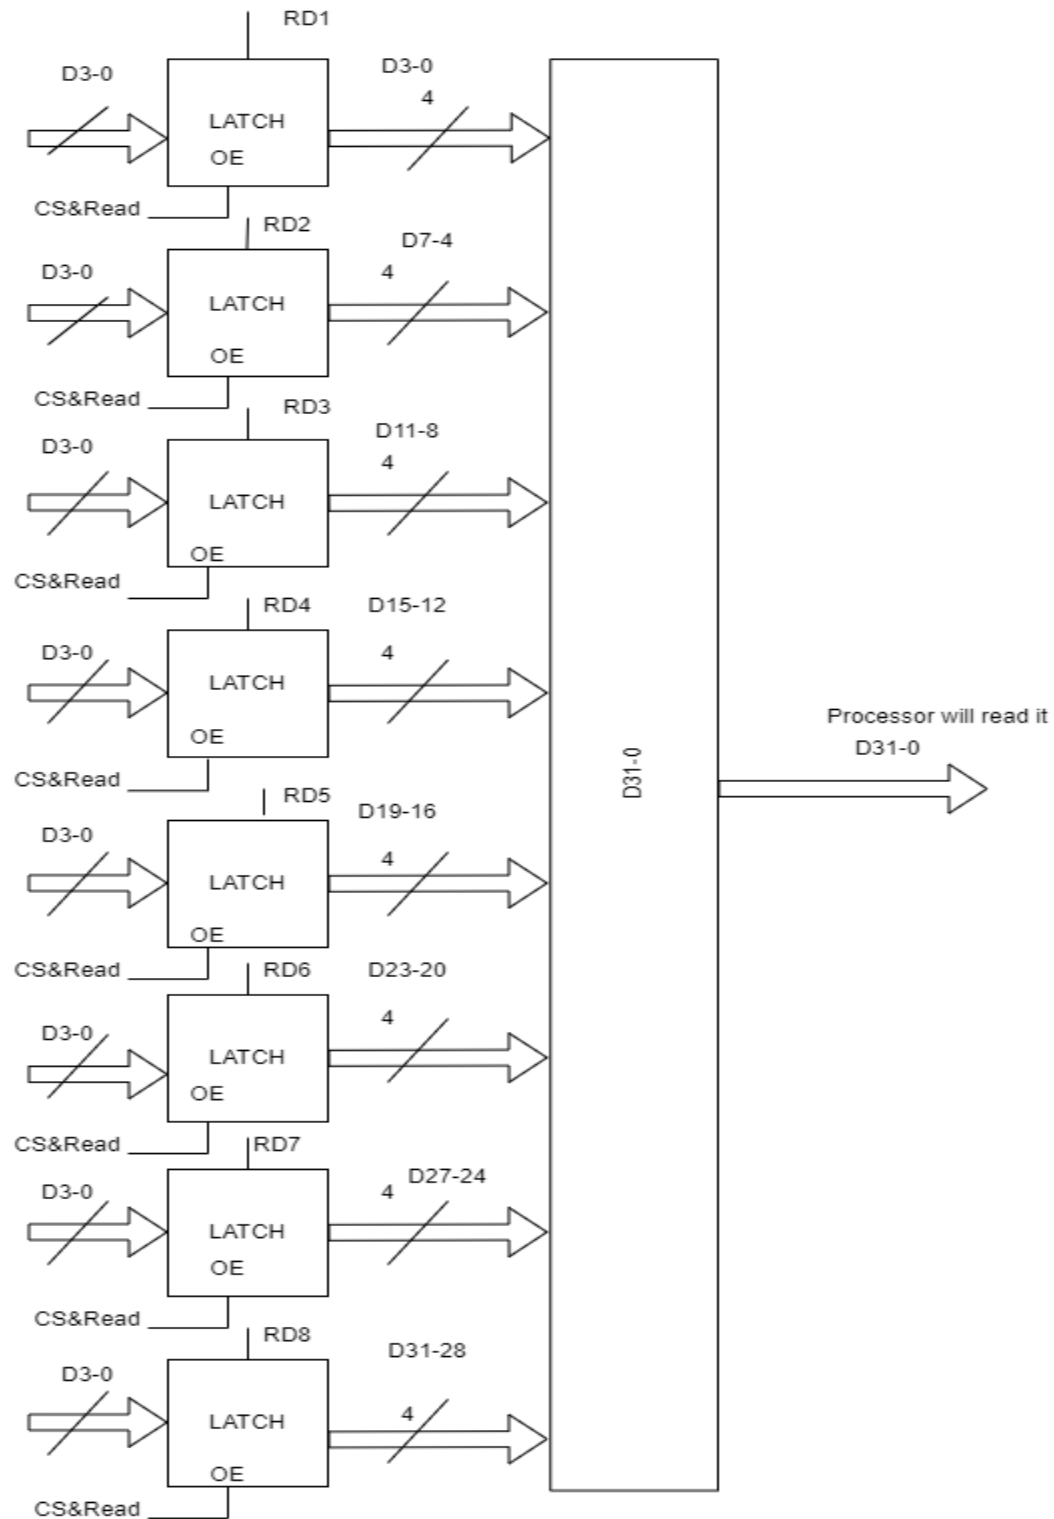 RD1
D3-0
D3-0
4
LATCH
OE
CS&Read
RD2
D7-4
D3-0
4
LATCH
OE
CS&Read
RD3
D11-8
D3-0
4
LATCH
OE
CS&Read
RD4
D15-12
D3-0
4
LATCH
OE
CS&Read
Processor will read it
D31-0
D31-0
RD5
D19-16
D3-0
4
LATCH
OE
CS&Read
RD6
D23-20
D3-0
4
LATCH
OE
CS&Read
RD7
D27-24
D3-0
4
LATCH
OE
CS&Read
RD8
D31-28
D3-0
4
LATCH
OE
CS&Read